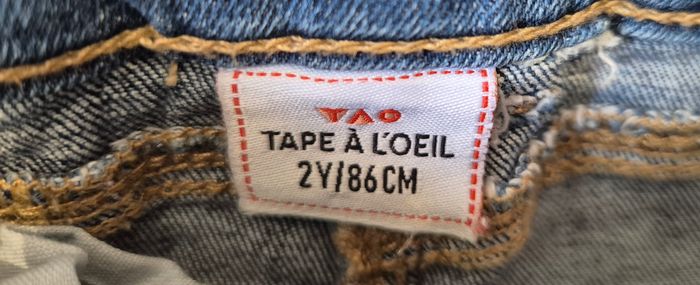 TAO
TAPE À L'OEIL
2Y/86CM